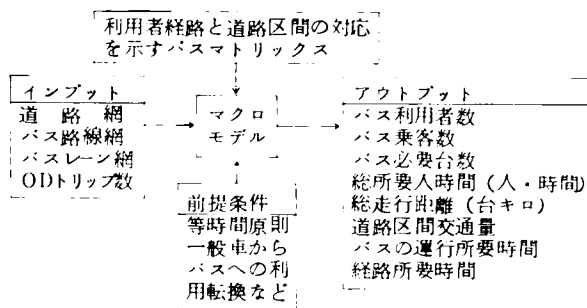 利用者経路と道路区間の対応
を示すパスマトリックス
インプット
道路網
バス路線網
バスレーン網
ODトリップ数
マクロ
モデル
前提条件
等時間原則
一般車から
バスへの利
用転換など
アウトプット
バス利用者数
バス乗客数
バス必要台数
総所要人時間(人・時間)
総走行距離(台キロ)
道路区間交通量
バスの運行所要時間
経路所要時間